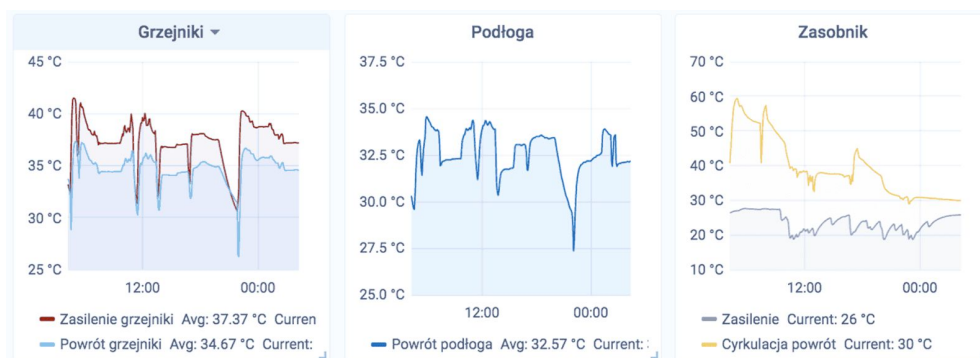 Grzejniki
45 °C
40 °C
35 °C
30 °C
25 °C
12:00
00:00
Zasilenie grzejniki Avg: 37.37 °C Curren
Powrót grzejniki Avg: 34.67 °C Current:
Podłoga
37.5 °C
35.0 °C
32.5 °C
30.0 °C
27.5 °C
25.0 °C
12:00
00:00
Powrót podłoga Avg: 32.57 °C Current:
Zasobnik
70 °C
60 °C
50 °C
40 °C
30 °C
20 °C
10 °C
12:00
00:00
Zasilenie Current: 26 °C
Cyrkulacja powrót Current: 30 °C